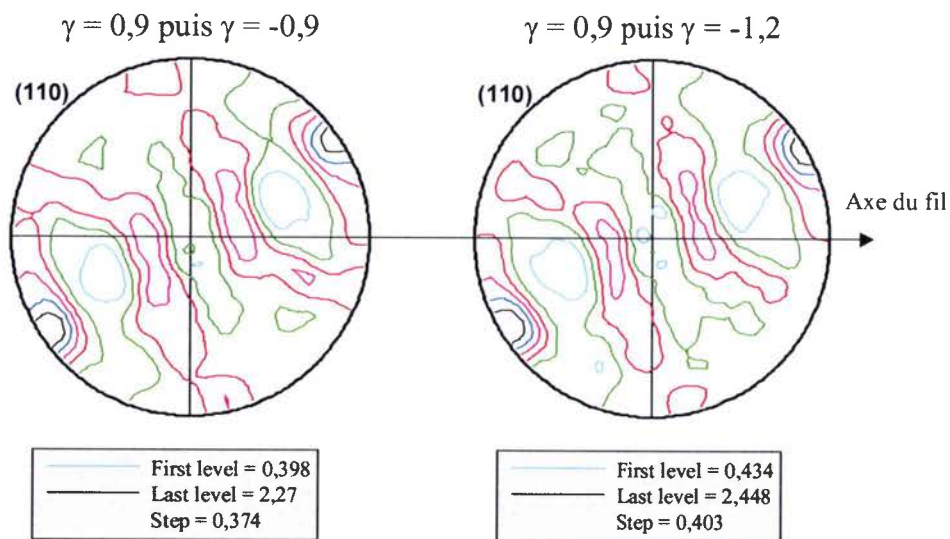 γ = 0,9 puis γ = -0,9
γ = 0,9 puis γ = -1,2
(110)
(110)
Axe du fil
First level = 0,398
Last level = 2,27
Step = 0,374
First level = 0,434
Last level = 2,448
Step = 0,403